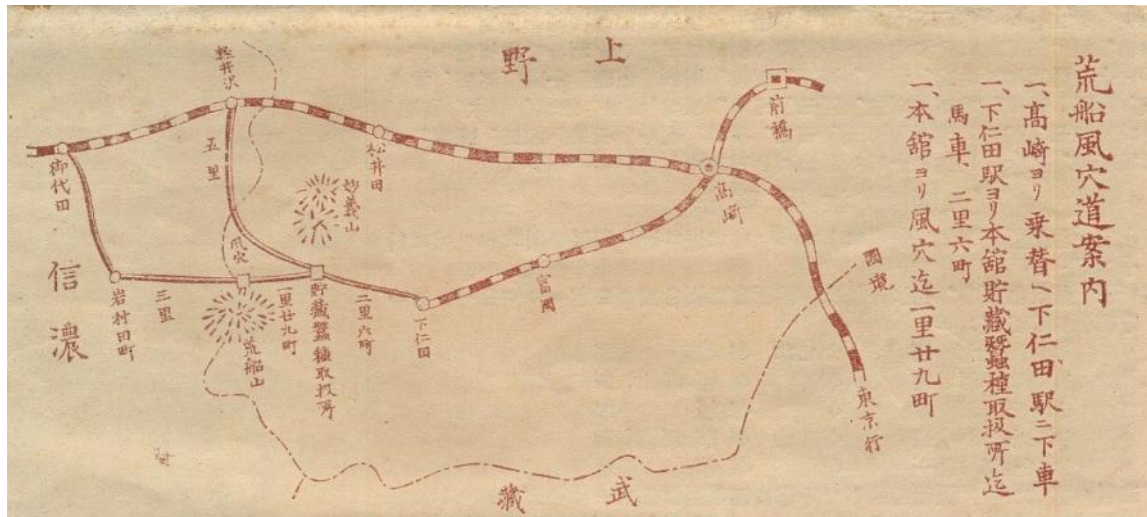 荒船風穴道案内
一、髙崎ヨリ乗替ヘ下仁田駅ニ下車
一、下仁田駅ヨリ本舘貯藏蚕種取扱所迄
馬車、二里六町
一、本舘ヨリ風穴迄一里廿九町
上野
前橋
髙崎
國境
東京行
松井田
軽井沢
五里
妙義山
富岡
御代田
風穴
下仁田
二里六町
貯藏蚕種取扱所
一里廿九町
荒船山
三里
岩村田町
信濃
武藏